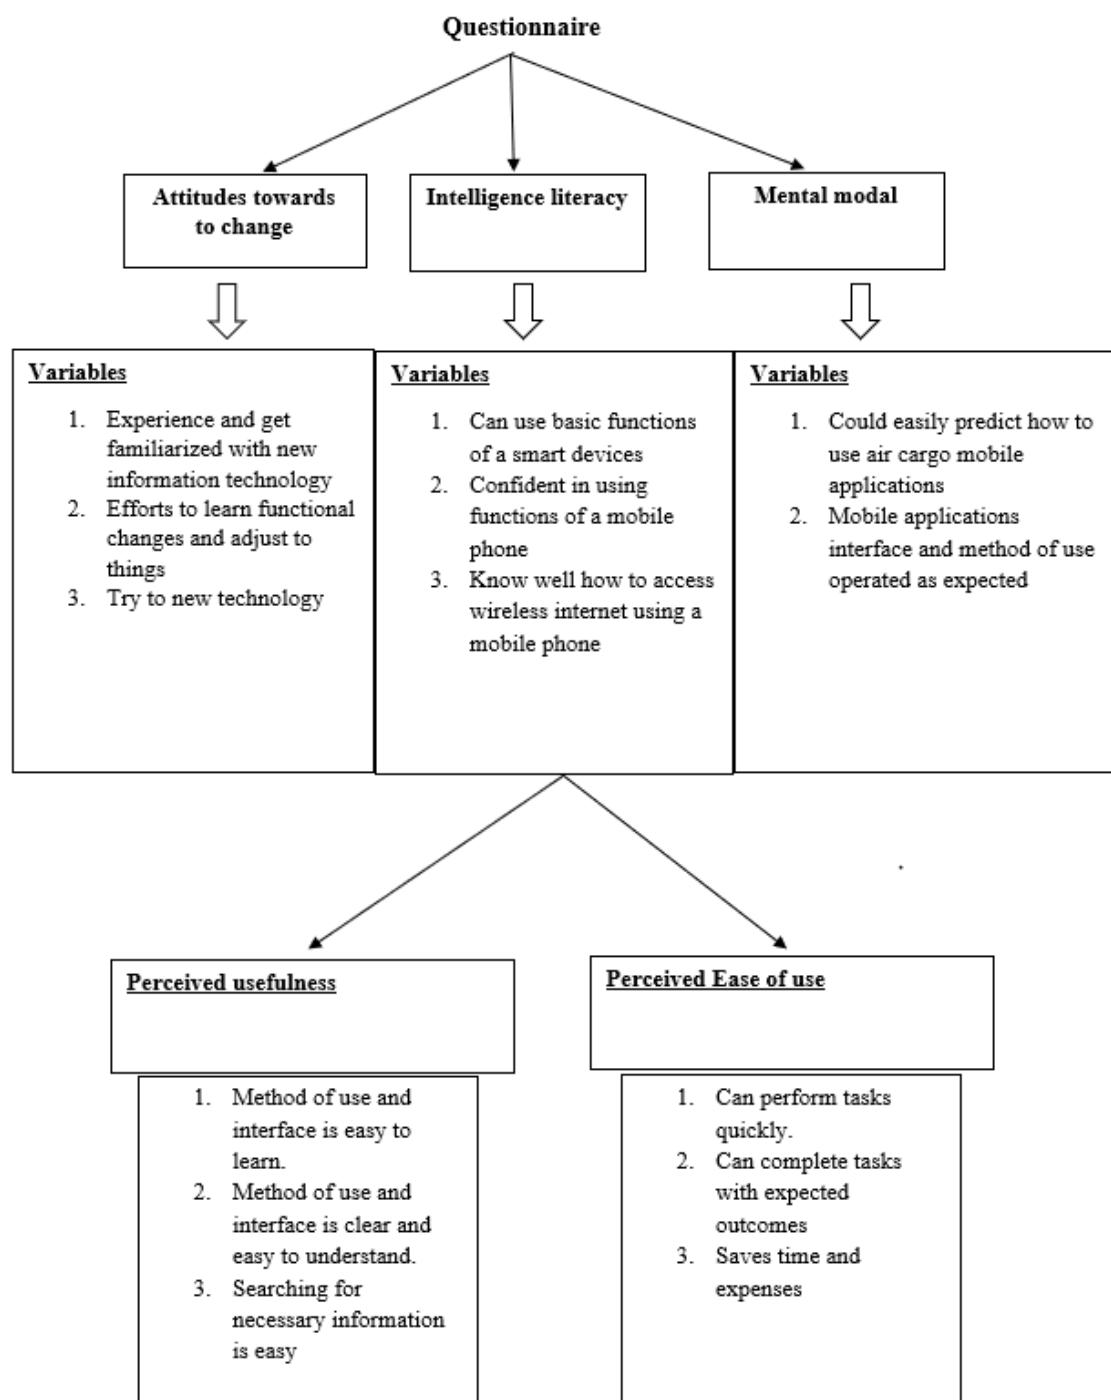 Questionnaire
Attitudes towards
to change
Intelligence literacy
Mental modal
Variables
1. Experience and get
familiarized with new
information technology
2. Efforts to learn functional
changes and adjust to
things
3. Try to new technology
Variables
1. Can use basic functions
of a smart devices
2. Confident in using
functions of a mobile
phone
3. Know well how to access
wireless internet using a
mobile phone
Variables
1. Could easily predict how to
use air cargo mobile
applications
2. Mobile applications
interface and method of use
operated as expected
Perceived usefulness
1. Method of use and
interface is easy to
learn.
2. Method of use and
interface is clear and
easy to understand.
3. Searching for
necessary information
is easy
Perceived Ease of use
1. Can perform tasks
quickly.
2. Can complete tasks
with expected
outcomes
3. Saves time and
expenses